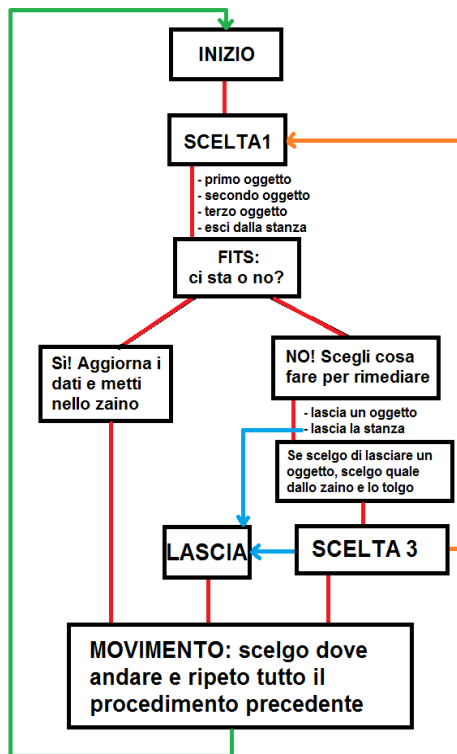 INIZIO
SCELTA1
- primo oggetto
- secondo oggetto
- terzo oggetto
- esci dalla stanza
FITS:
ci sta o no?
Sì! Aggiorna i
dati e metti
nello zaino
NO! Scegli cosa
fare per rimediare
- lascia un oggetto
- lascia la stanza
Se scelgo di lasciare un
oggetto, scelgo quale
dallo zaino e lo tolgo
LASCIA
SCELTA 3
MOVIMENTO: scelgo dove
andare e ripeto tutto il
procedimento precedente